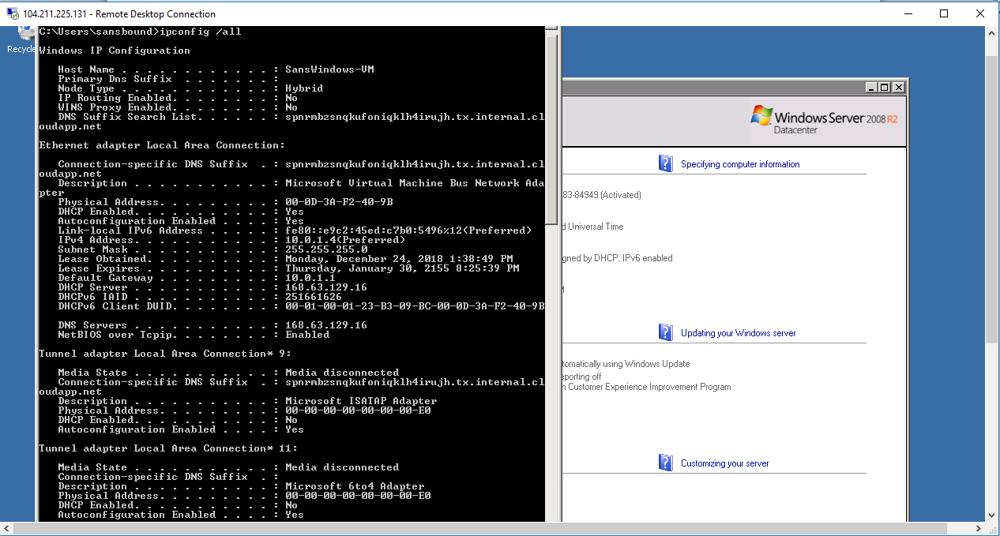 104.211.225.131 - Remote Desktop Connection
Recycle
C:\Users\sansbound>ipconfig /all
Windows IP Configuration
Host Name . . . . . . . . . . . . : SansWindows-VM
Primary Dns Suffix  . . . . . . . :
Node Type . . . . . . . . . . . . : Hybrid
IP Routing Enabled. . . . . . . . : No
WINS Proxy Enabled. . . . . . . . : No
DNS Suffix Search List. . . . . . : spnrmbzsnqkufoniqklh4irujh.tx.internal.cl
oudapp.net
Ethernet adapter Local Area Connection:
Connection-specific DNS Suffix  . : spnrmbzsnqkufoniqklh4irujh.tx.internal.cl
oudapp.net
Description . . . . . . . . . . . : Microsoft Virtual Machine Bus Network Ada
pter
Physical Address. . . . . . . . . : 00-0D-3A-F2-40-9B
DHCP Enabled. . . . . . . . . . . : Yes
Autoconfiguration Enabled . . . . : Yes
Link-local IPv6 Address . . . . . : fe80::e9c2:45ed:c7b0:5496%12(Preferred)
IPv4 Address. . . . . . . . . . . : 10.0.1.4(Preferred)
Subnet Mask . . . . . . . . . . . : 255.255.255.0
Lease Obtained. . . . . . . . . . : Monday, December 24, 2018 1:38:49 PM
Lease Expires . . . . . . . . . . : Thursday, January 30, 2155 8:25:39 PM
Default Gateway . . . . . . . . . : 10.0.1.1
DHCP Server . . . . . . . . . . . : 168.63.129.16
DHCPv6 IAID . . . . . . . . . . . : 251661626
DHCPv6 Client DUID. . . . . . . . : 00-01-00-01-23-B3-09-BC-00-0D-3A-F2-40-9B
DNS Servers . . . . . . . . . . . : 168.63.129.16
NetBIOS over Tcpip. . . . . . . . : Enabled
Tunnel adapter Local Area Connection* 9:
Media State . . . . . . . . . . . : Media disconnected
Connection-specific DNS Suffix  . : spnrmbzsnqkufoniqklh4irujh.tx.internal.cl
oudapp.net
Description . . . . . . . . . . . : Microsoft ISATAP Adapter
Physical Address. . . . . . . . . : 00-00-00-00-00-00-00-E0
DHCP Enabled. . . . . . . . . . . : No
Autoconfiguration Enabled . . . . : Yes
Tunnel adapter Local Area Connection* 11:
Media State . . . . . . . . . . . : Media disconnected
Connection-specific DNS Suffix  . :
Description . . . . . . . . . . . : Microsoft 6to4 Adapter
Physical Address. . . . . . . . . : 00-00-00-00-00-00-00-E0
DHCP Enabled. . . . . . . . . . . : No
Autoconfiguration Enabled . . . . : Yes
Windows Server 2008 R2
Datacenter
Specifying computer information
83-84949 (Activated)
d Universal Time
gned by DHCP, IPv6 enabled
Updating your Windows server
tomatically using Windows Update
eporting off
n Customer Experience Improvement Program
Customizing your server